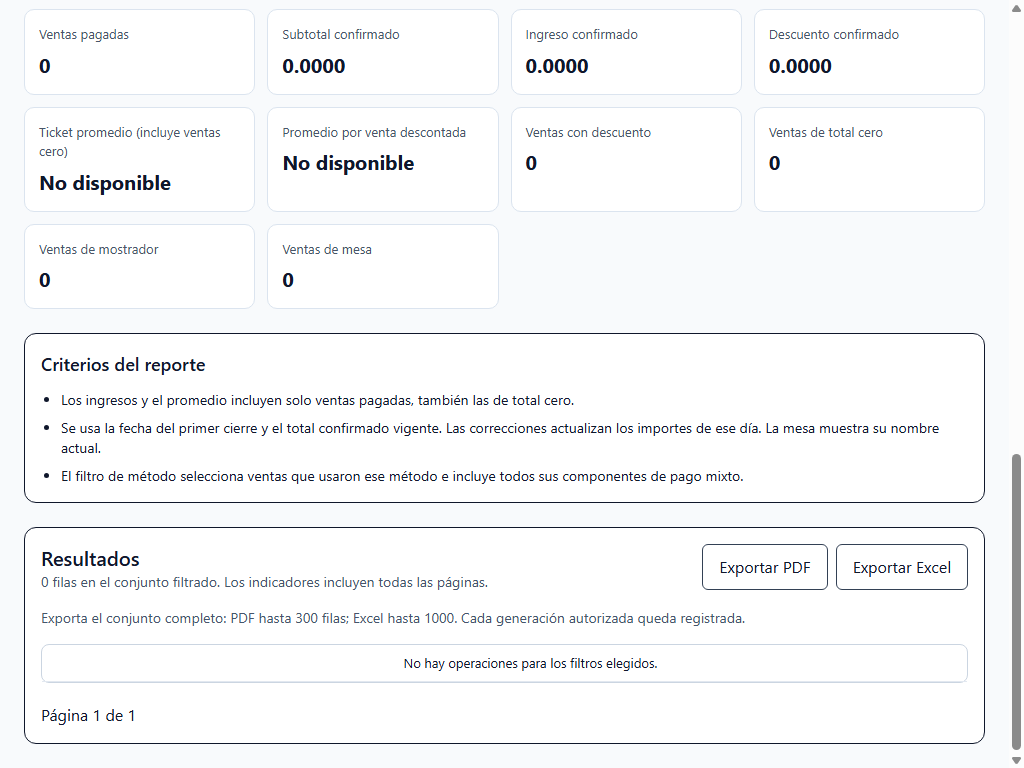 Ventas pagadas
0
Subtotal confirmado
0.0000
Ingreso confirmado
0.0000
Descuento confirmado
0.0000
Ticket promedio (incluye ventas
cero)
No disponible
Promedio por venta descontada
No disponible
Ventas con descuento
0
Ventas de total cero
0
Ventas de mostrador
0
Ventas de mesa
0
Criterios del reporte
• Los ingresos y el promedio incluyen solo ventas pagadas, también las de total cero.
• Se usa la fecha del primer cierre y el total confirmado vigente. Las correcciones actualizan los importes de ese día. La mesa muestra su nombre
actual.
• El filtro de método selecciona ventas que usaron ese método e incluye todos sus componentes de pago mixto.
Resultados
0 filas en el conjunto filtrado. Los indicadores incluyen todas las páginas.
Exportar PDF
Exportar Excel
Exporta el conjunto completo: PDF hasta 300 filas; Excel hasta 1000. Cada generación autorizada queda registrada.
No hay operaciones para los filtros elegidos.
Página 1 de 1